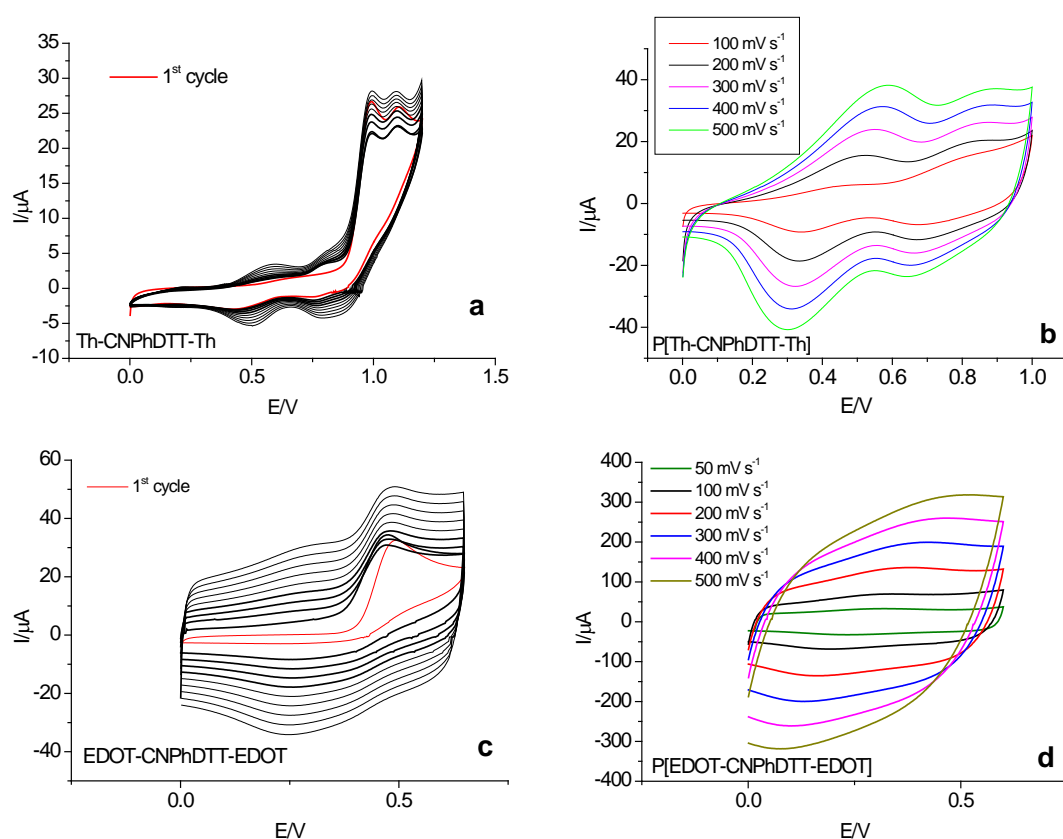 35
30
25
20
15
10
5
0
-5
-10
I/µA
1st cycle
a
Th-CNPhDTT-Th
0.0 0.5 1.0 1.5
E/V
100 mV s-1
200 mV s-1
300 mV s-1
400 mV s-1
500 mV s-1
40
20
0
-20
-40
I/µA
b
P[Th-CNPhDTT-Th]
0.0 0.2 0.4 0.6 0.8 1.0
E/V
60
40
20
0
-20
-40
I/µA
1st cycle
c
EDOT-CNPhDTT-EDOT
0.0 0.5
E/V
400
300
200
100
0
-100
-200
-300
-400
I/µA
50 mV s-1
100 mV s-1
200 mV s-1
300 mV s-1
400 mV s-1
500 mV s-1
d
P[EDOT-CNPhDTT-EDOT]
0.0 0.5
E/V